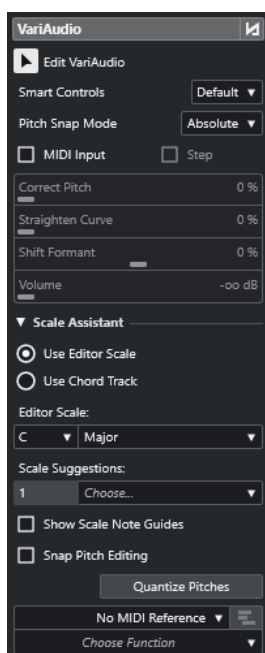 VariAudio
Edit VariAudio
Smart Controls Default
Pitch Snap Mode Absolute
MIDI Input Step
Correct Pitch 0 %
Straighten Curve 0 %
Shift Formant 0 %
Volume -oo dB
Scale Assistant
Use Editor Scale
Use Chord Track
Editor Scale:
C Major
Scale Suggestions:
1 Choose...
Show Scale Note Guides
Snap Pitch Editing
Quantize Pitches
No MIDI Reference
Choose Function